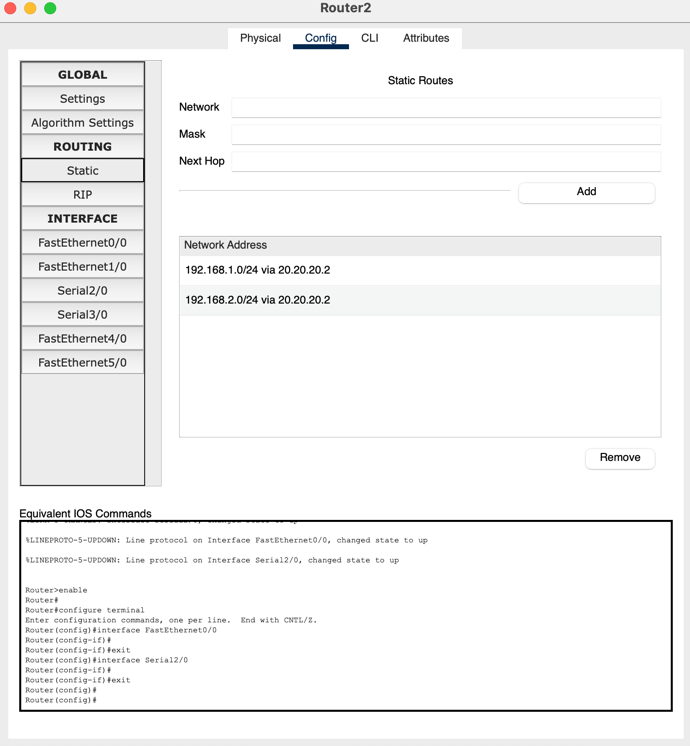 Router2
Physical Config CLI Attributes
GLOBAL
Settings
Algorithm Settings
ROUTING
Static
RIP
INTERFACE
FastEthernet0/0
FastEthernet1/0
Serial2/0
Serial3/0
FastEthernet4/0
FastEthernet5/0
Static Routes
Network
Mask
Next Hop
Add
Network Address
192.168.1.0/24 via 20.20.20.2
192.168.2.0/24 via 20.20.20.2
Remove
Equivalent IOS Commands
%LINEPROTO-5-UPDOWN: Line protocol on Interface FastEthernet0/0, changed state to up
%LINEPROTO-5-UPDOWN: Line protocol on Interface Serial2/0, changed state to up
Router>enable
Router#
Router#configure terminal
Enter configuration commands, one per line. End with CNTL/Z.
Router(config)#interface FastEthernet0/0
Router(config-if)#
Router(config-if)#exit
Router(config)#interface Serial2/0
Router(config-if)#
Router(config-if)#exit
Router(config)#
Router(config)#